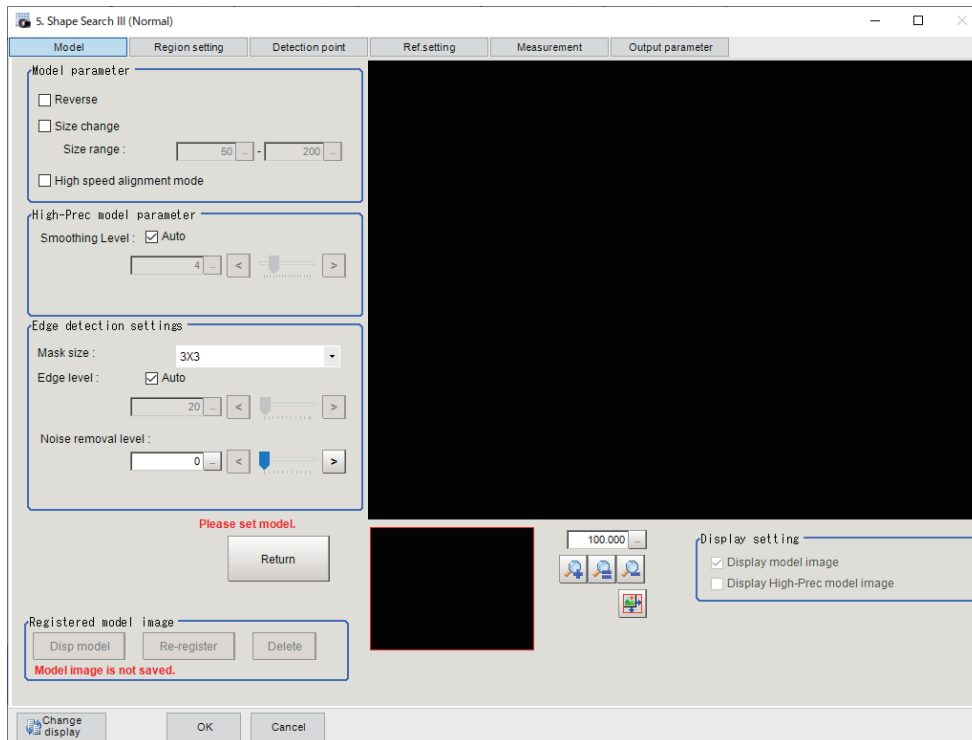 5. Shape Search III (Normal)
Model Region setting Detection point Ref.setting Measurement Output parameter
Model parameter
Reverse
Size change
Size range : 50 ... - 200 ...
High speed alignment mode
High-Prec model parameter
Smoothing Level : Auto
4 ... < >
Edge detection settings
Mask size : 3X3
Edge level : Auto
20 ... < >
Noise removal level :
0 ... < >
Please set model.
Return
100.000 ...
Display setting
Display model image
Display High-Prec model image
Registered model image
Disp model Re-register Delete
Model image is not saved.
Change
display
OK Cancel